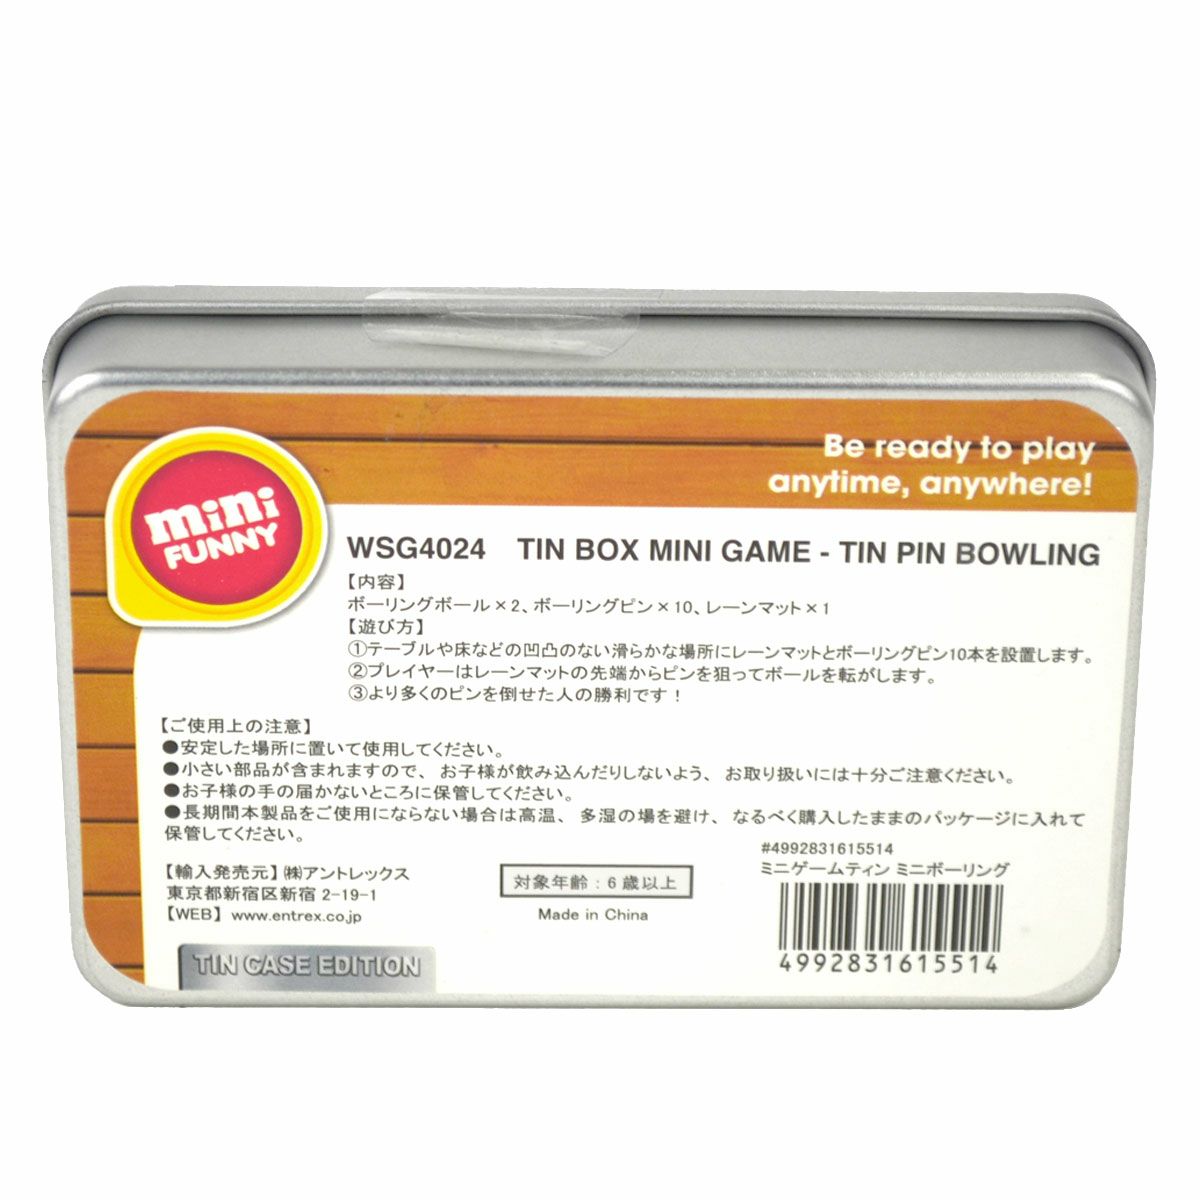 Be ready to play
anytime, anywhere!
mini
FUNNY
WSG4024 TIN BOX MINI GAME - TIN PIN BOWLING
【内容】
ボーリングボール×2、ボーリングピン×10、レーンマット×1
【遊び方】
①テーブルや床などの凹凸のない滑らかな場所にレーンマットとボーリングピン10本を設置します。
②プレイヤーはレーンマットの先端からピンを狙ってボールを転がします。
③より多くのピンを倒せた人の勝利です！
【ご使用上の注意】
●安定した場所に置いて使用してください。
●小さい部品が含まれますので、お子様が飲み込んだりしないよう、お取り扱いには十分ご注意ください。
●お子様の手の届かないところに保管してください。
●長期間本製品をご使用にならない場合は高温、多湿の場を避け、なるべく購入したままのパッケージに入れて
保管してください。
【輸入発売元】㈱アントレックス
東京都新宿区新宿 2-19-1
【WEB】 www.entrex.co.jp
対象年齢：6歳以上
Made in China
#4992831615514
ミニゲームティン ミニボーリング
4992831615514
TIN CASE EDITION